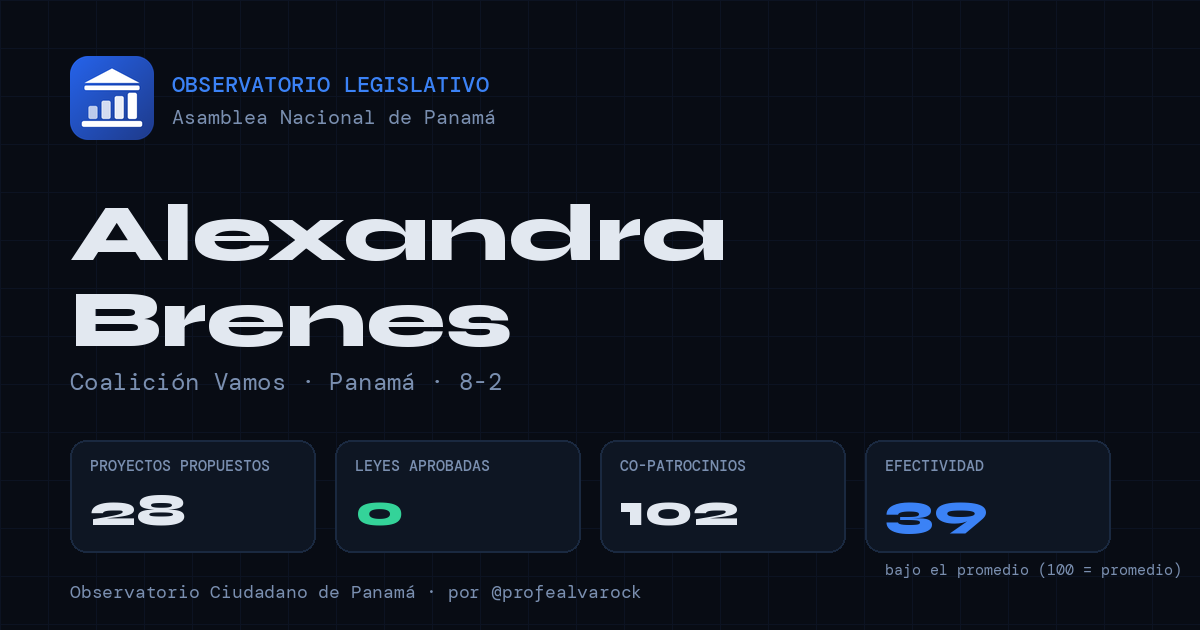 OBSERVATORIO LEGISLATIVO
Asamblea Nacional de Panamá
Alexandra
Brenes
Coalición Vamos · Panamá · 8-2
PROYECTOS PROPUESTOS
28
LEYES APROBADAS
0
CO-PATROCINIOS
102
EFECTIVIDAD
39
bajo el promedio (100 = promedio)
Observatorio Ciudadano de Panamá · por @profealvarock